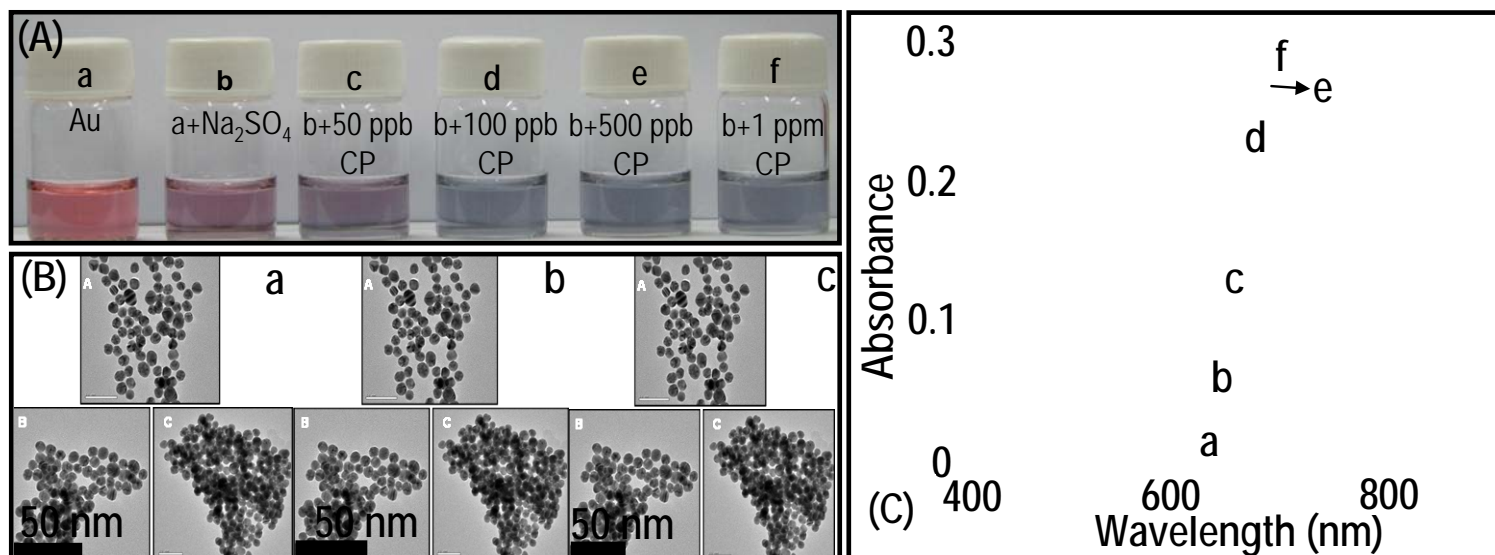 (A)
a
b
c
d
e
f
Au
a+Na₂SO₄
b+50 ppb
CP
b+100 ppb
CP
b+500 ppb
CP
b+1 ppm
CP
(B)
a
b
c
A
A
A
B
C
B
C
B
C
50 nm
50 nm
50 nm
(C)
Absorbance
0.3
0.2
0.1
0
f
e
d
c
b
a
400
600
800
Wavelength (nm)